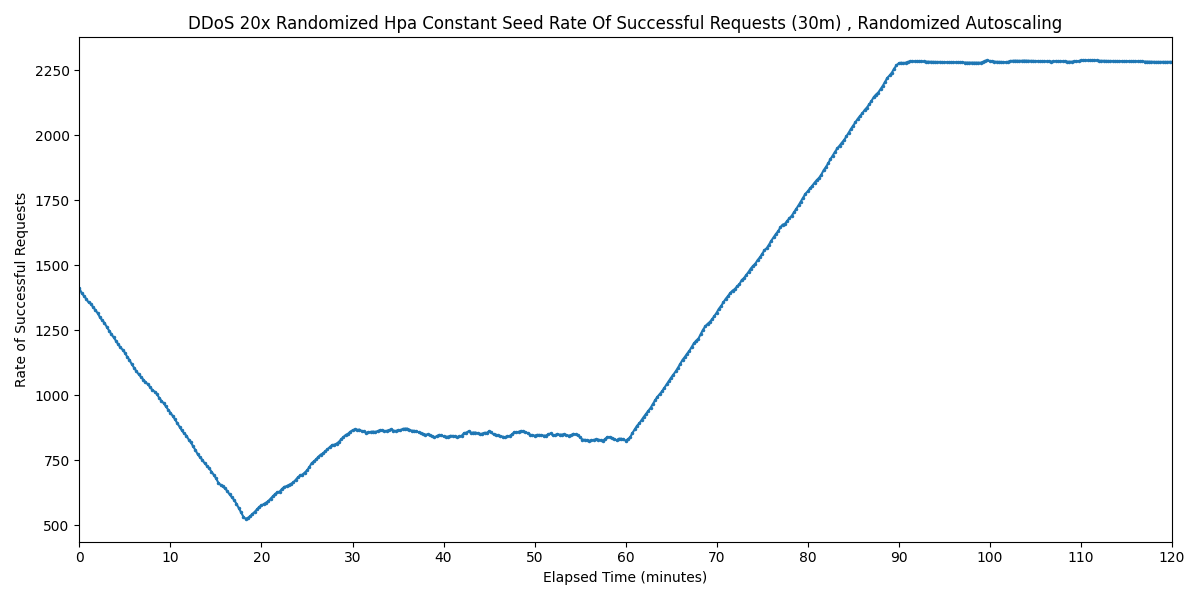 DDoS 20x Randomized Hpa Constant Seed Rate Of Successful Requests (30m) , Randomized Autoscaling
Rate of Successful Requests
2250
2000
1750
1500
1250
1000
750
500
0 10 20 30 40 50 60 70 80 90 100 110 120
Elapsed Time (minutes)